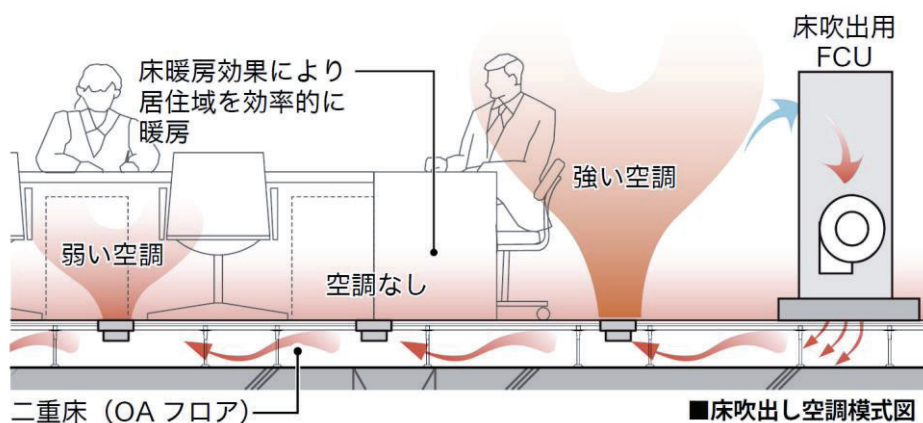 床吹出用
FCU
床暖房効果により
居住域を効率的に
暖房
強い空調
弱い空調
空調なし
二重床（OA フロア）
■床吹出し空調模式図